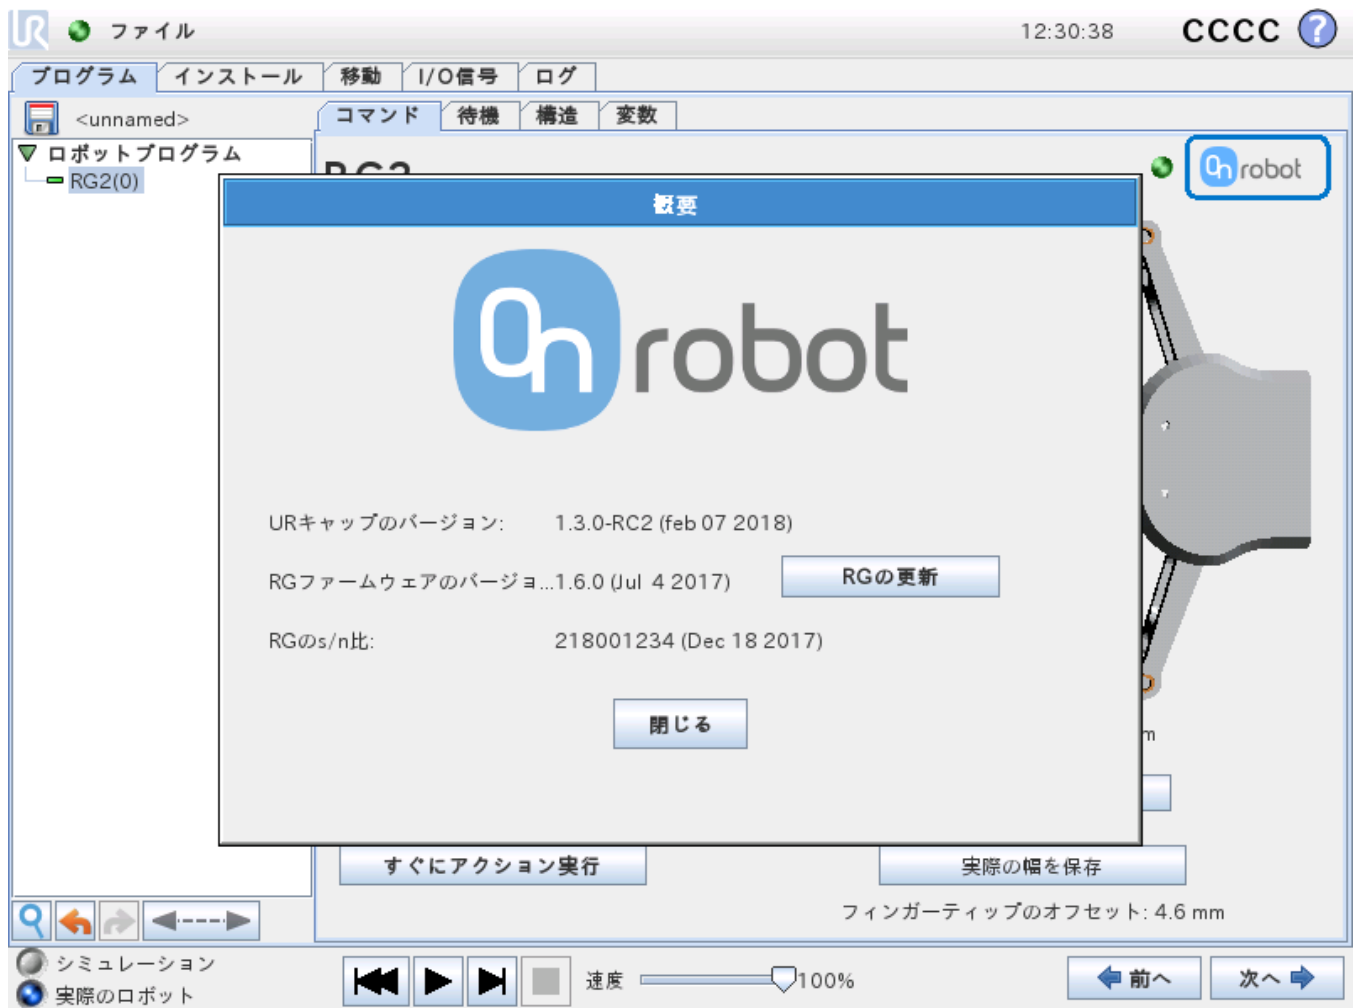 UR ファイル 12:30:38 CCCC ?
プログラム インストール 移動 I/O信号 ログ
<unnamed> コマンド 待機 構造 変数
ロボットプログラム
RG2(0)
RG2
On robot
概要
On robot
URキャップのバージョン: 1.3.0-RC2 (feb 07 2018)
RGファームウェアのバージョ...1.6.0 (Jul 4 2017) RGの更新
RGのs/n比: 218001234 (Dec 18 2017)
閉じる
m
すぐにアクション実行 実際の幅を保存
フィンガーティップのオフセット: 4.6 mm
シミュレーション
実際のロボット
速度 100% 前へ 次へ